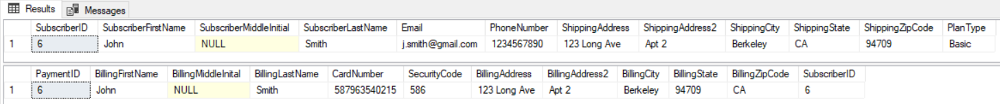 Results Messages
SubscriberID SubscriberFirstName SubscriberMiddleInitial SubscriberLastName Email PhoneNumber ShippingAddress ShippingAddress2 ShippingCity ShippingState ShippingZipCode PlanType
1 6 John NULL Smith j.smith@gmail.com 1234567890 123 Long Ave Apt 2 Berkeley CA 94709 Basic
PaymentID BillingFirstName BillingMiddleInital BillingLastName CardNumber SecurityCode BillingAddress BillingAddress2 BillingCity BillingState BillingZipCode SubscriberID
1 6 John NULL Smith 587963540215 586 123 Long Ave Apt 2 Berkeley 94709 CA 6